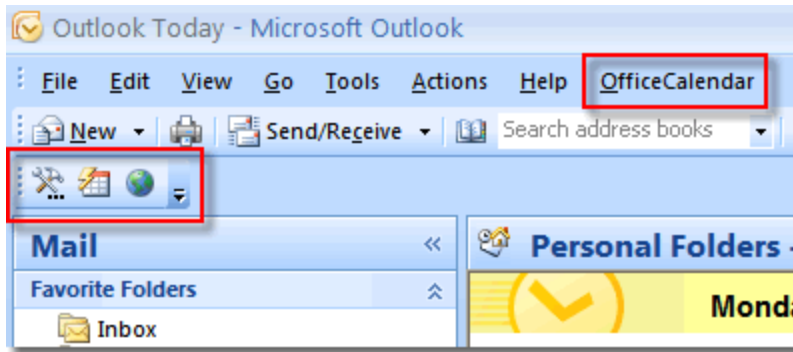 Outlook Today - Microsoft Outlook
File Edit View Go Tools Actions Help OfficeCalendar
New Send/Receive Search address books
Mail « Personal Folders -
Favorite Folders
Monda
Inbox